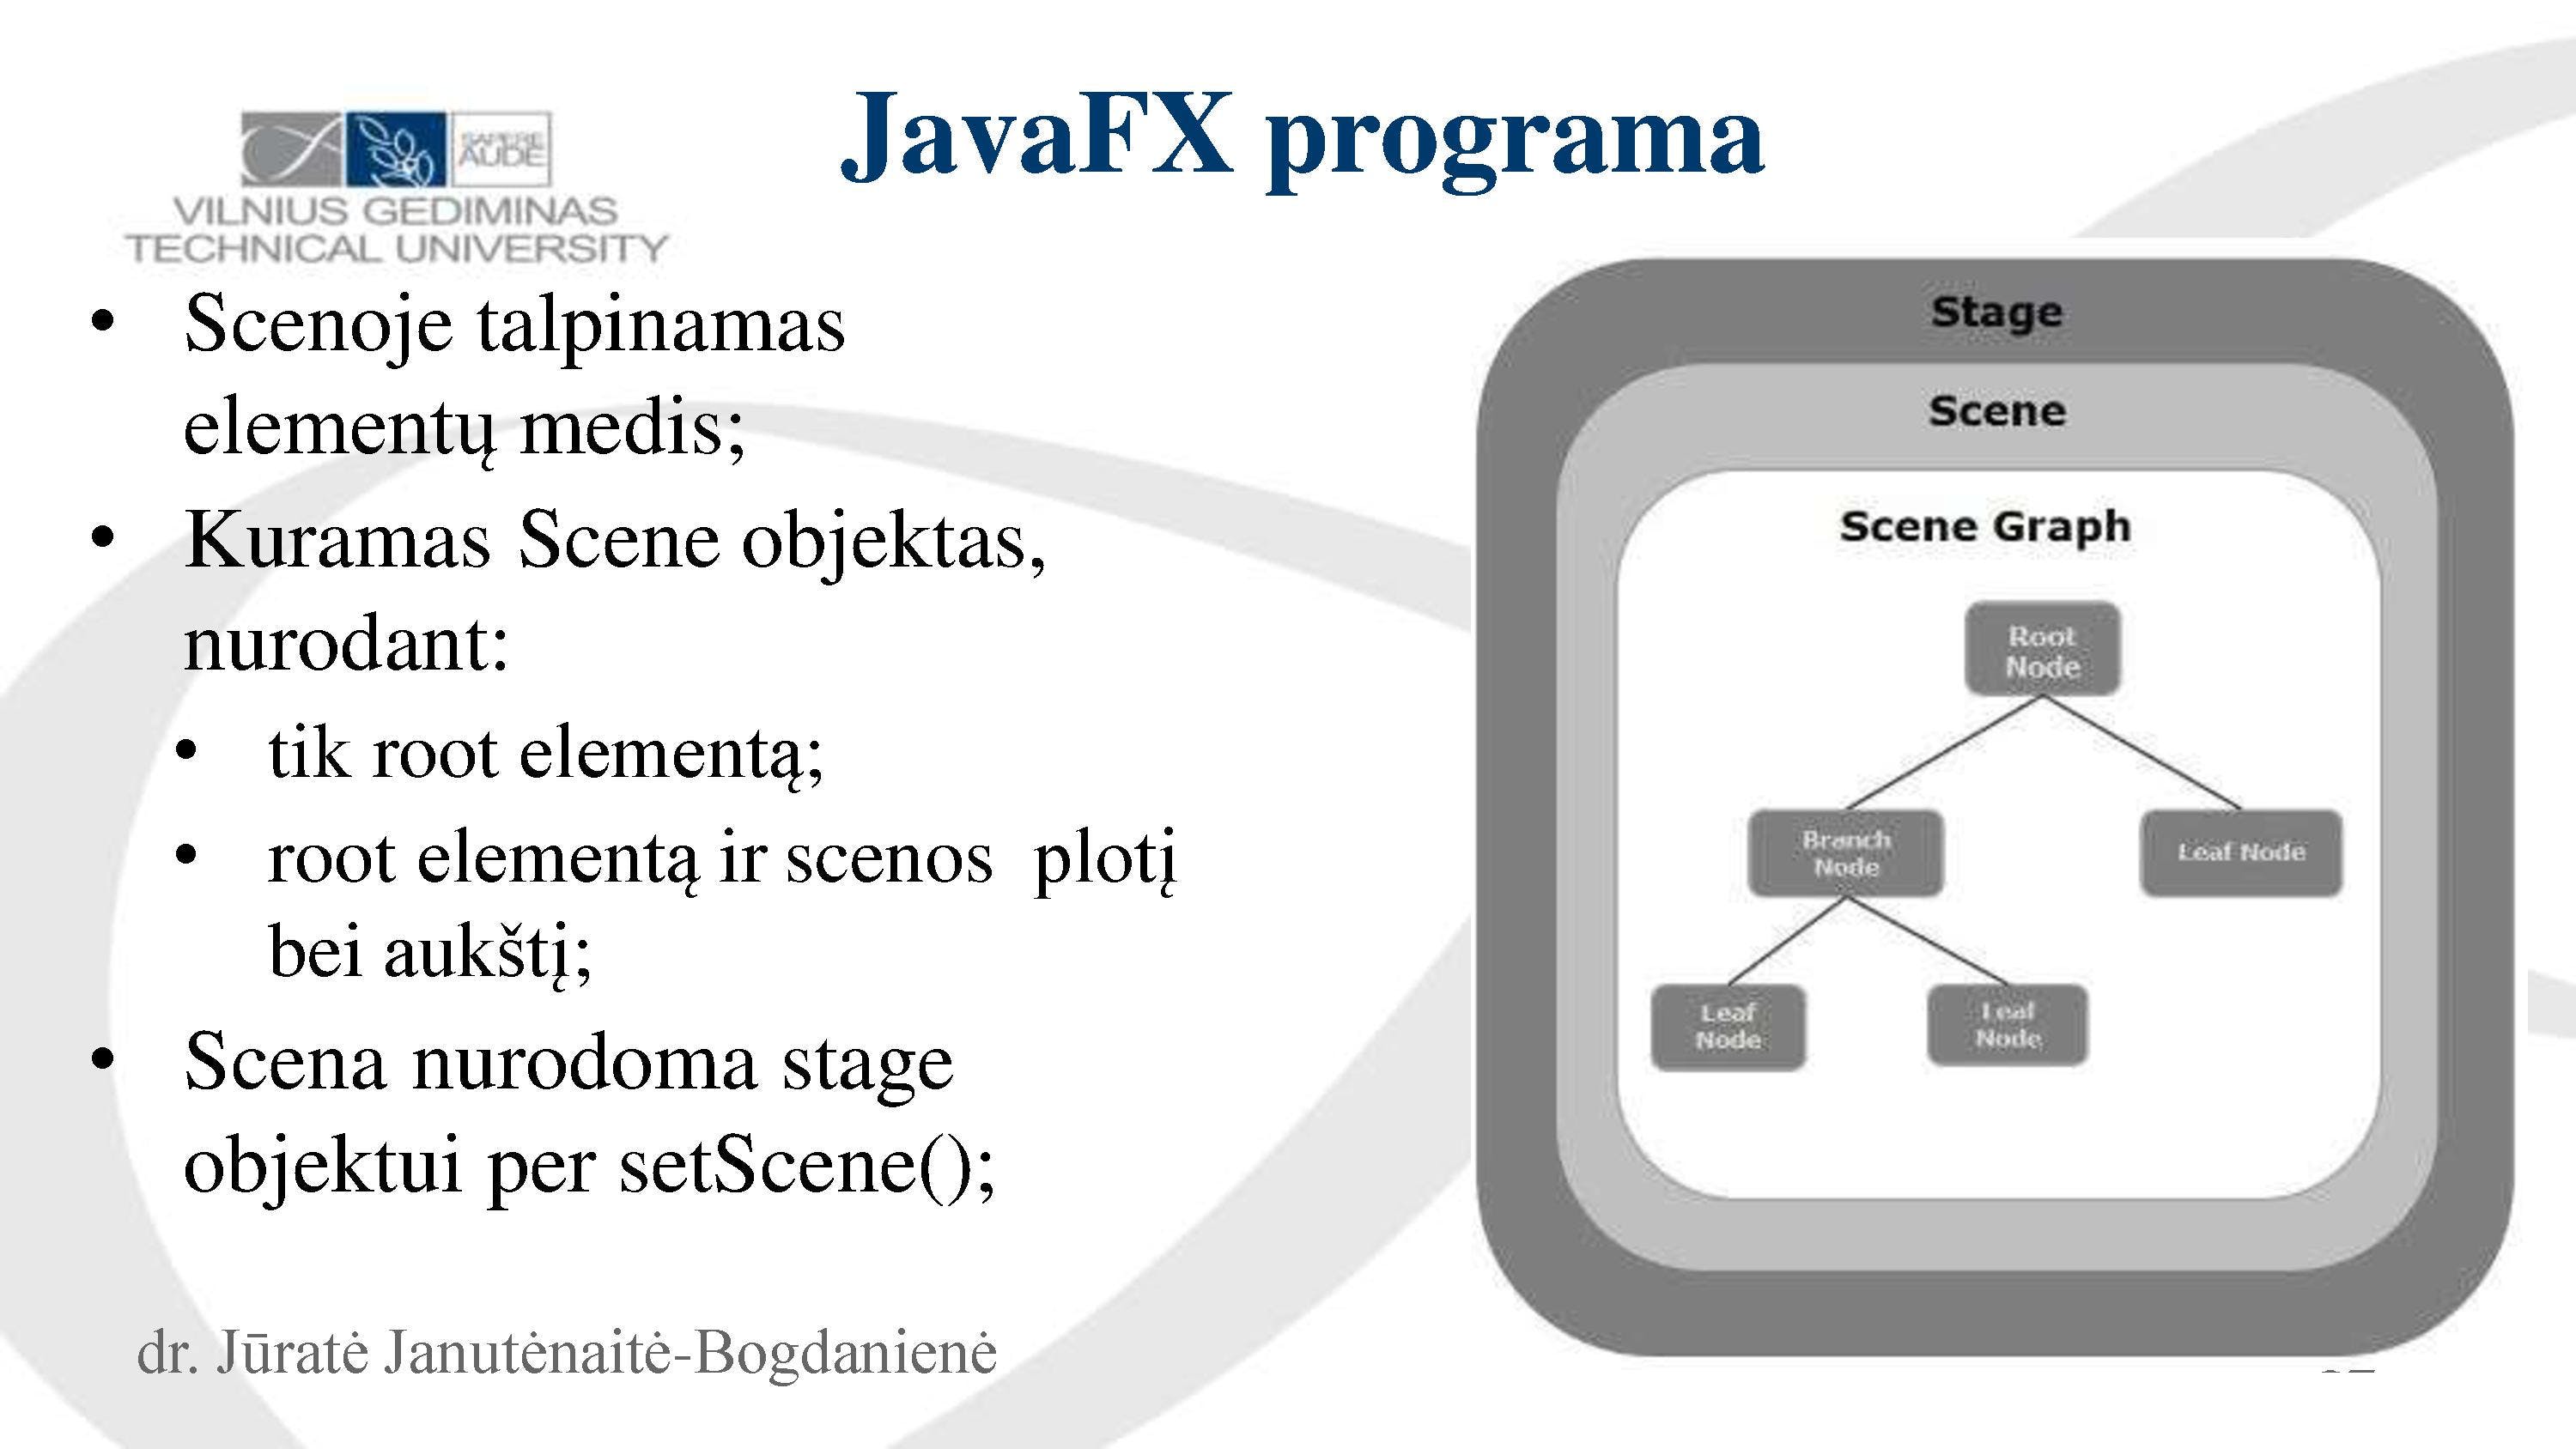 JavaFX programa
SAPERE
AUDE
VILNIUS GEDIMINAS
TECHNICAL UNIVERSITY
• Scenoje talpinamas
elementų medis;
• Kuramas Scene objektas,
nurodant:
• tik root elementą;
• root elementą ir scenos plotį
bei aukštį;
• Scena nurodoma stage
objektui per setScene();
Stage
Scene
Scene Graph
Root
Node
Branch
Node
Leaf Node
Leaf
Node
Leaf
Node
dr. Jūratė Janutėnaitė-Bogdanienė